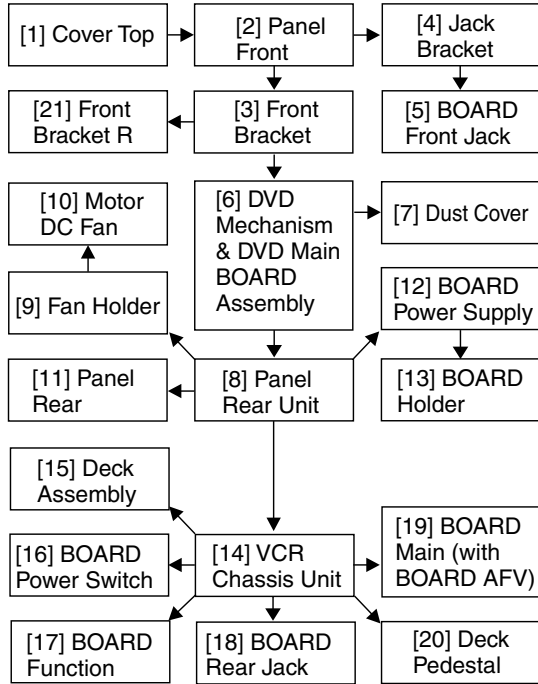 [1] Cover Top
[2] Panel
Front
[4] Jack
Bracket
[21] Front
Bracket R
[3] Front
Bracket
[5] BOARD
Front Jack
[10] Motor
DC Fan
[6] DVD
Mechanism
& DVD Main
BOARD
Assembly
[7] Dust Cover
[9] Fan Holder
[12] BOARD
Power Supply
[11] Panel
Rear
[8] Panel
Rear Unit
[13] BOARD
Holder
[15] Deck
Assembly
[16] BOARD
Power Switch
[14] VCR
Chassis Unit
[19] BOARD
Main (with
BOARD AFV)
[17] BOARD
Function
[18] BOARD
Rear Jack
[20] Deck
Pedestal